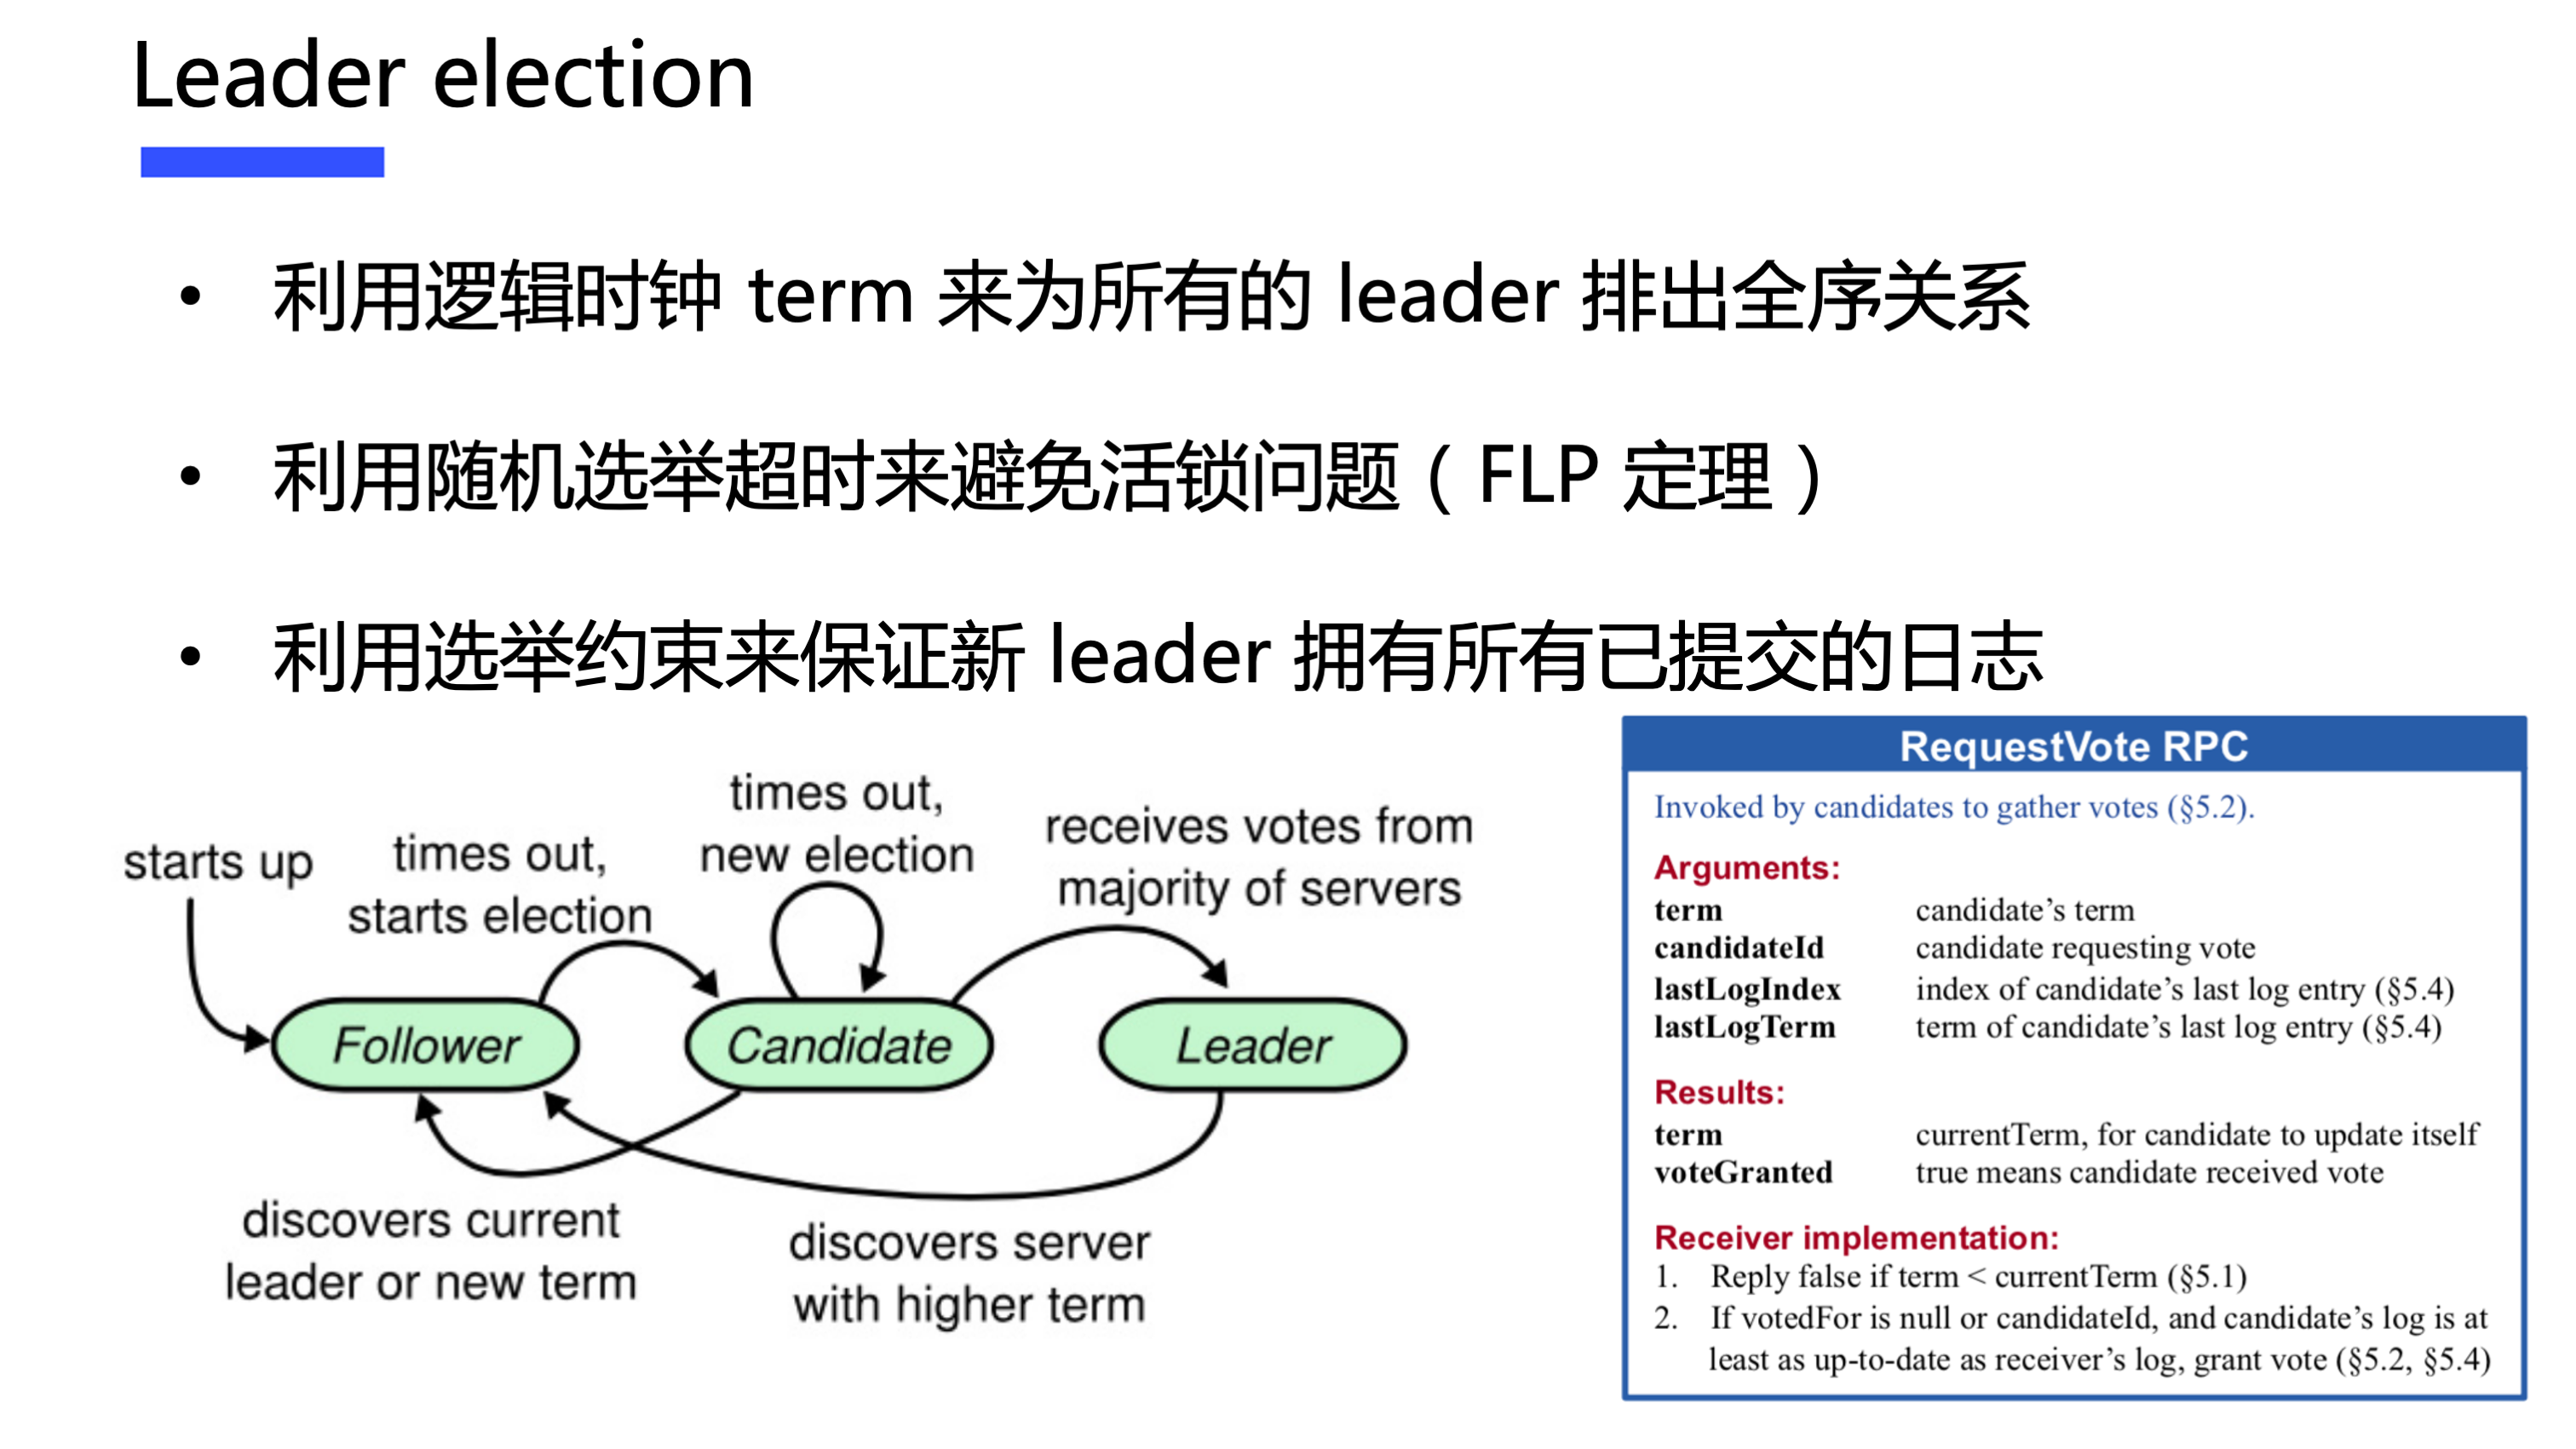 Leader election
• 利用逻辑时钟 term 来为所有的 leader 排出全序关系
• 利用随机选举超时来避免活锁问题（FLP 定理）
• 利用选举约束来保证新 leader 拥有所有已提交的日志
starts up
times out,
starts election
times out,
new election
receives votes from
majority of servers
Follower
Candidate
Leader
discovers current
leader or new term
discovers server
with higher term
RequestVote RPC
Invoked by candidates to gather votes (§5.2).
Arguments:
term candidate’s term
candidateId candidate requesting vote
lastLogIndex index of candidate’s last log entry (§5.4)
lastLogTerm term of candidate’s last log entry (§5.4)
Results:
term currentTerm, for candidate to update itself
voteGranted true means candidate received vote
Receiver implementation:
1. Reply false if term < currentTerm (§5.1)
2. If votedFor is null or candidateId, and candidate’s log is at
least as up-to-date as receiver’s log, grant vote (§5.2, §5.4)